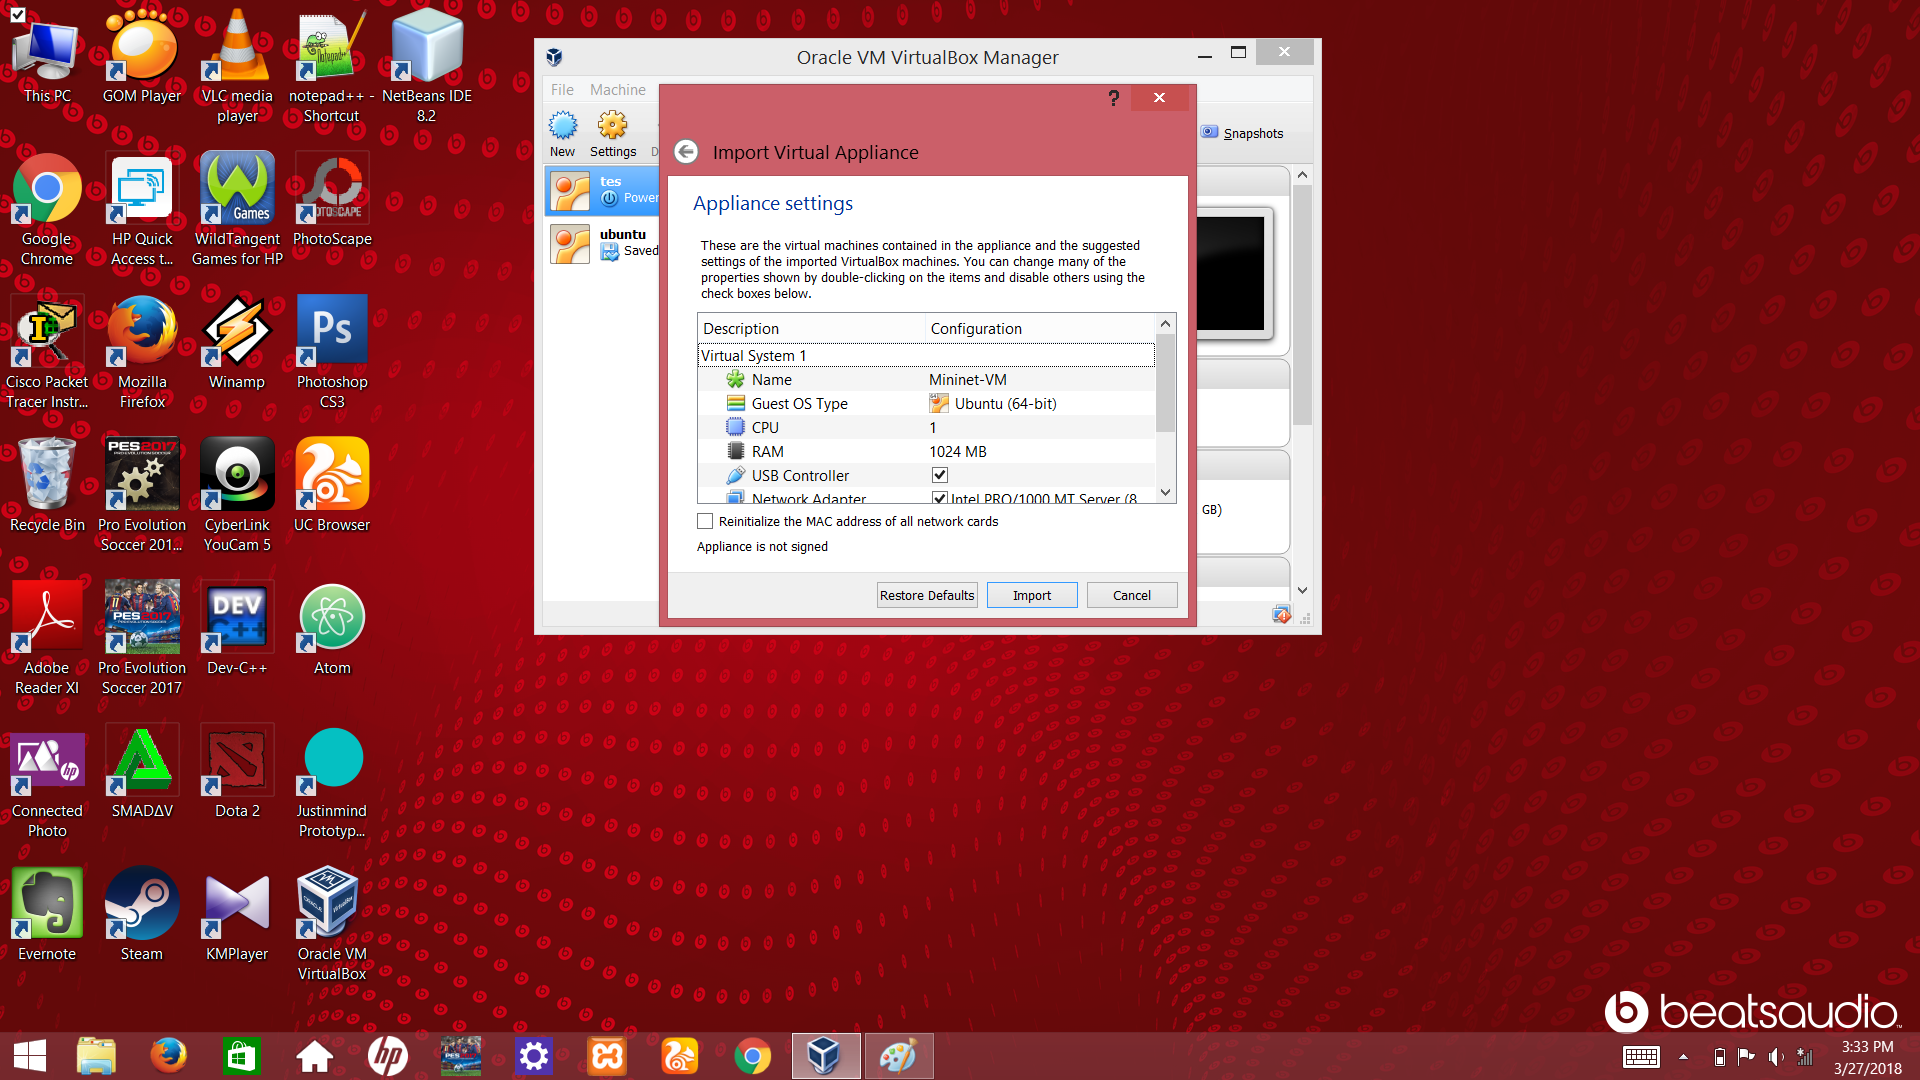 This PC
GOM Player
VLC media
player
notepad++ -
Shortcut
NetBeans IDE
8.2
Google
Chrome
HP Quick
Access t...
WildTangent
Games for HP
PhotoScape
Cisco Packet
Tracer Instr...
Mozilla
Firefox
Winamp
Photoshop
CS3
Recycle Bin
Pro Evolution
Soccer 201...
CyberLink
YouCam 5
UC Browser
Adobe
Reader XI
Pro Evolution
Soccer 2017
Dev-C++
Atom
Connected
Photo
SMADΔV
Dota 2
Justinmind
Prototyp...
Evernote
Steam
KMPlayer
Oracle VM
VirtualBox
Games
PHOTOSCAPE
Ps
PES2017
PES2017
DEV
C++
hp
Oracle VM VirtualBox Manager
File
Machine
New
Settings
D
Snapshots
tes
Power
ubuntu
Saved
GB)
?
Import Virtual Appliance
Appliance settings
These are the virtual machines contained in the appliance and the suggested
settings of the imported VirtualBox machines. You can change many of the
properties shown by double-clicking on the items and disable others using the
check boxes below.
Description Configuration
Virtual System 1
Name Mininet-VM
Guest OS Type Ubuntu (64-bit)
CPU 1
RAM 1024 MB
USB Controller
Network Adapter Intel PRO/1000 MT Server (8
Reinitialize the MAC address of all network cards
Appliance is not signed
Restore Defaults
Import
Cancel
beatsaudio
hp
3:33 PM
3/27/2018